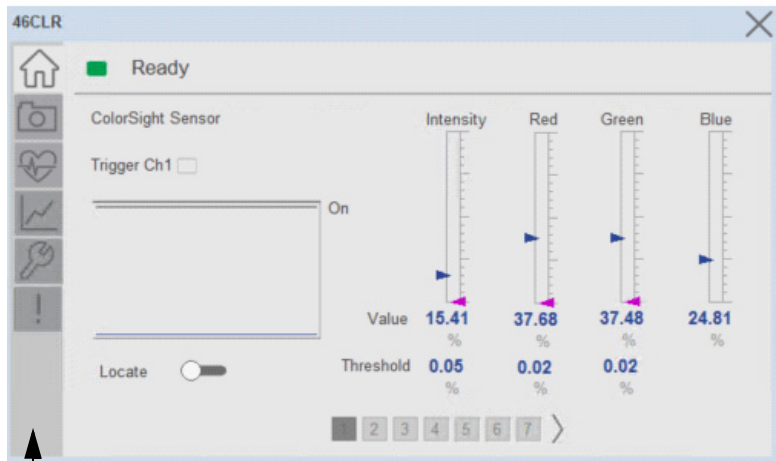 46CLR
Ready
ColorSight Sensor
Intensity Red Green Blue
Trigger Ch1
On
Value 15.41 37.68 37.48 24.81
% % % %
Locate
Threshold 0.05 0.02 0.02
% % %
1 2 3 4 5 6 7